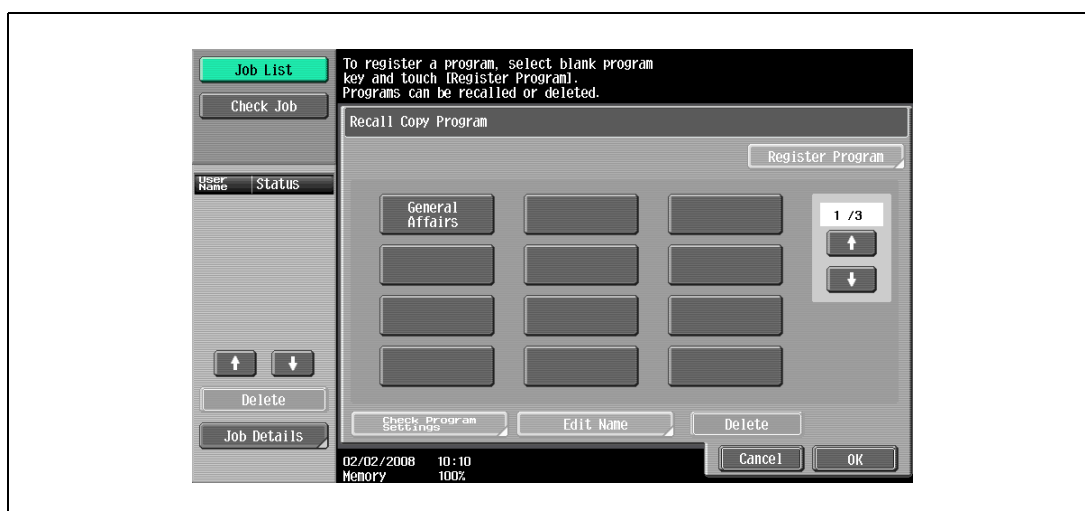 Job List
Check Job
User Name
Status
Delete
Job Details
To register a program, select blank program
key and touch [Register Program].
Programs can be recalled or deleted.
Recall Copy Program
Register Program
General
Affairs
1 /3
Check Program
Settings
Edit Name
Delete
Cancel
OK
02/02/2008 10:10
Memory 100%